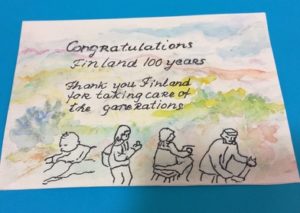 Congratulations
Finland 100 years
Thank you Finland
for taking care of
the generations